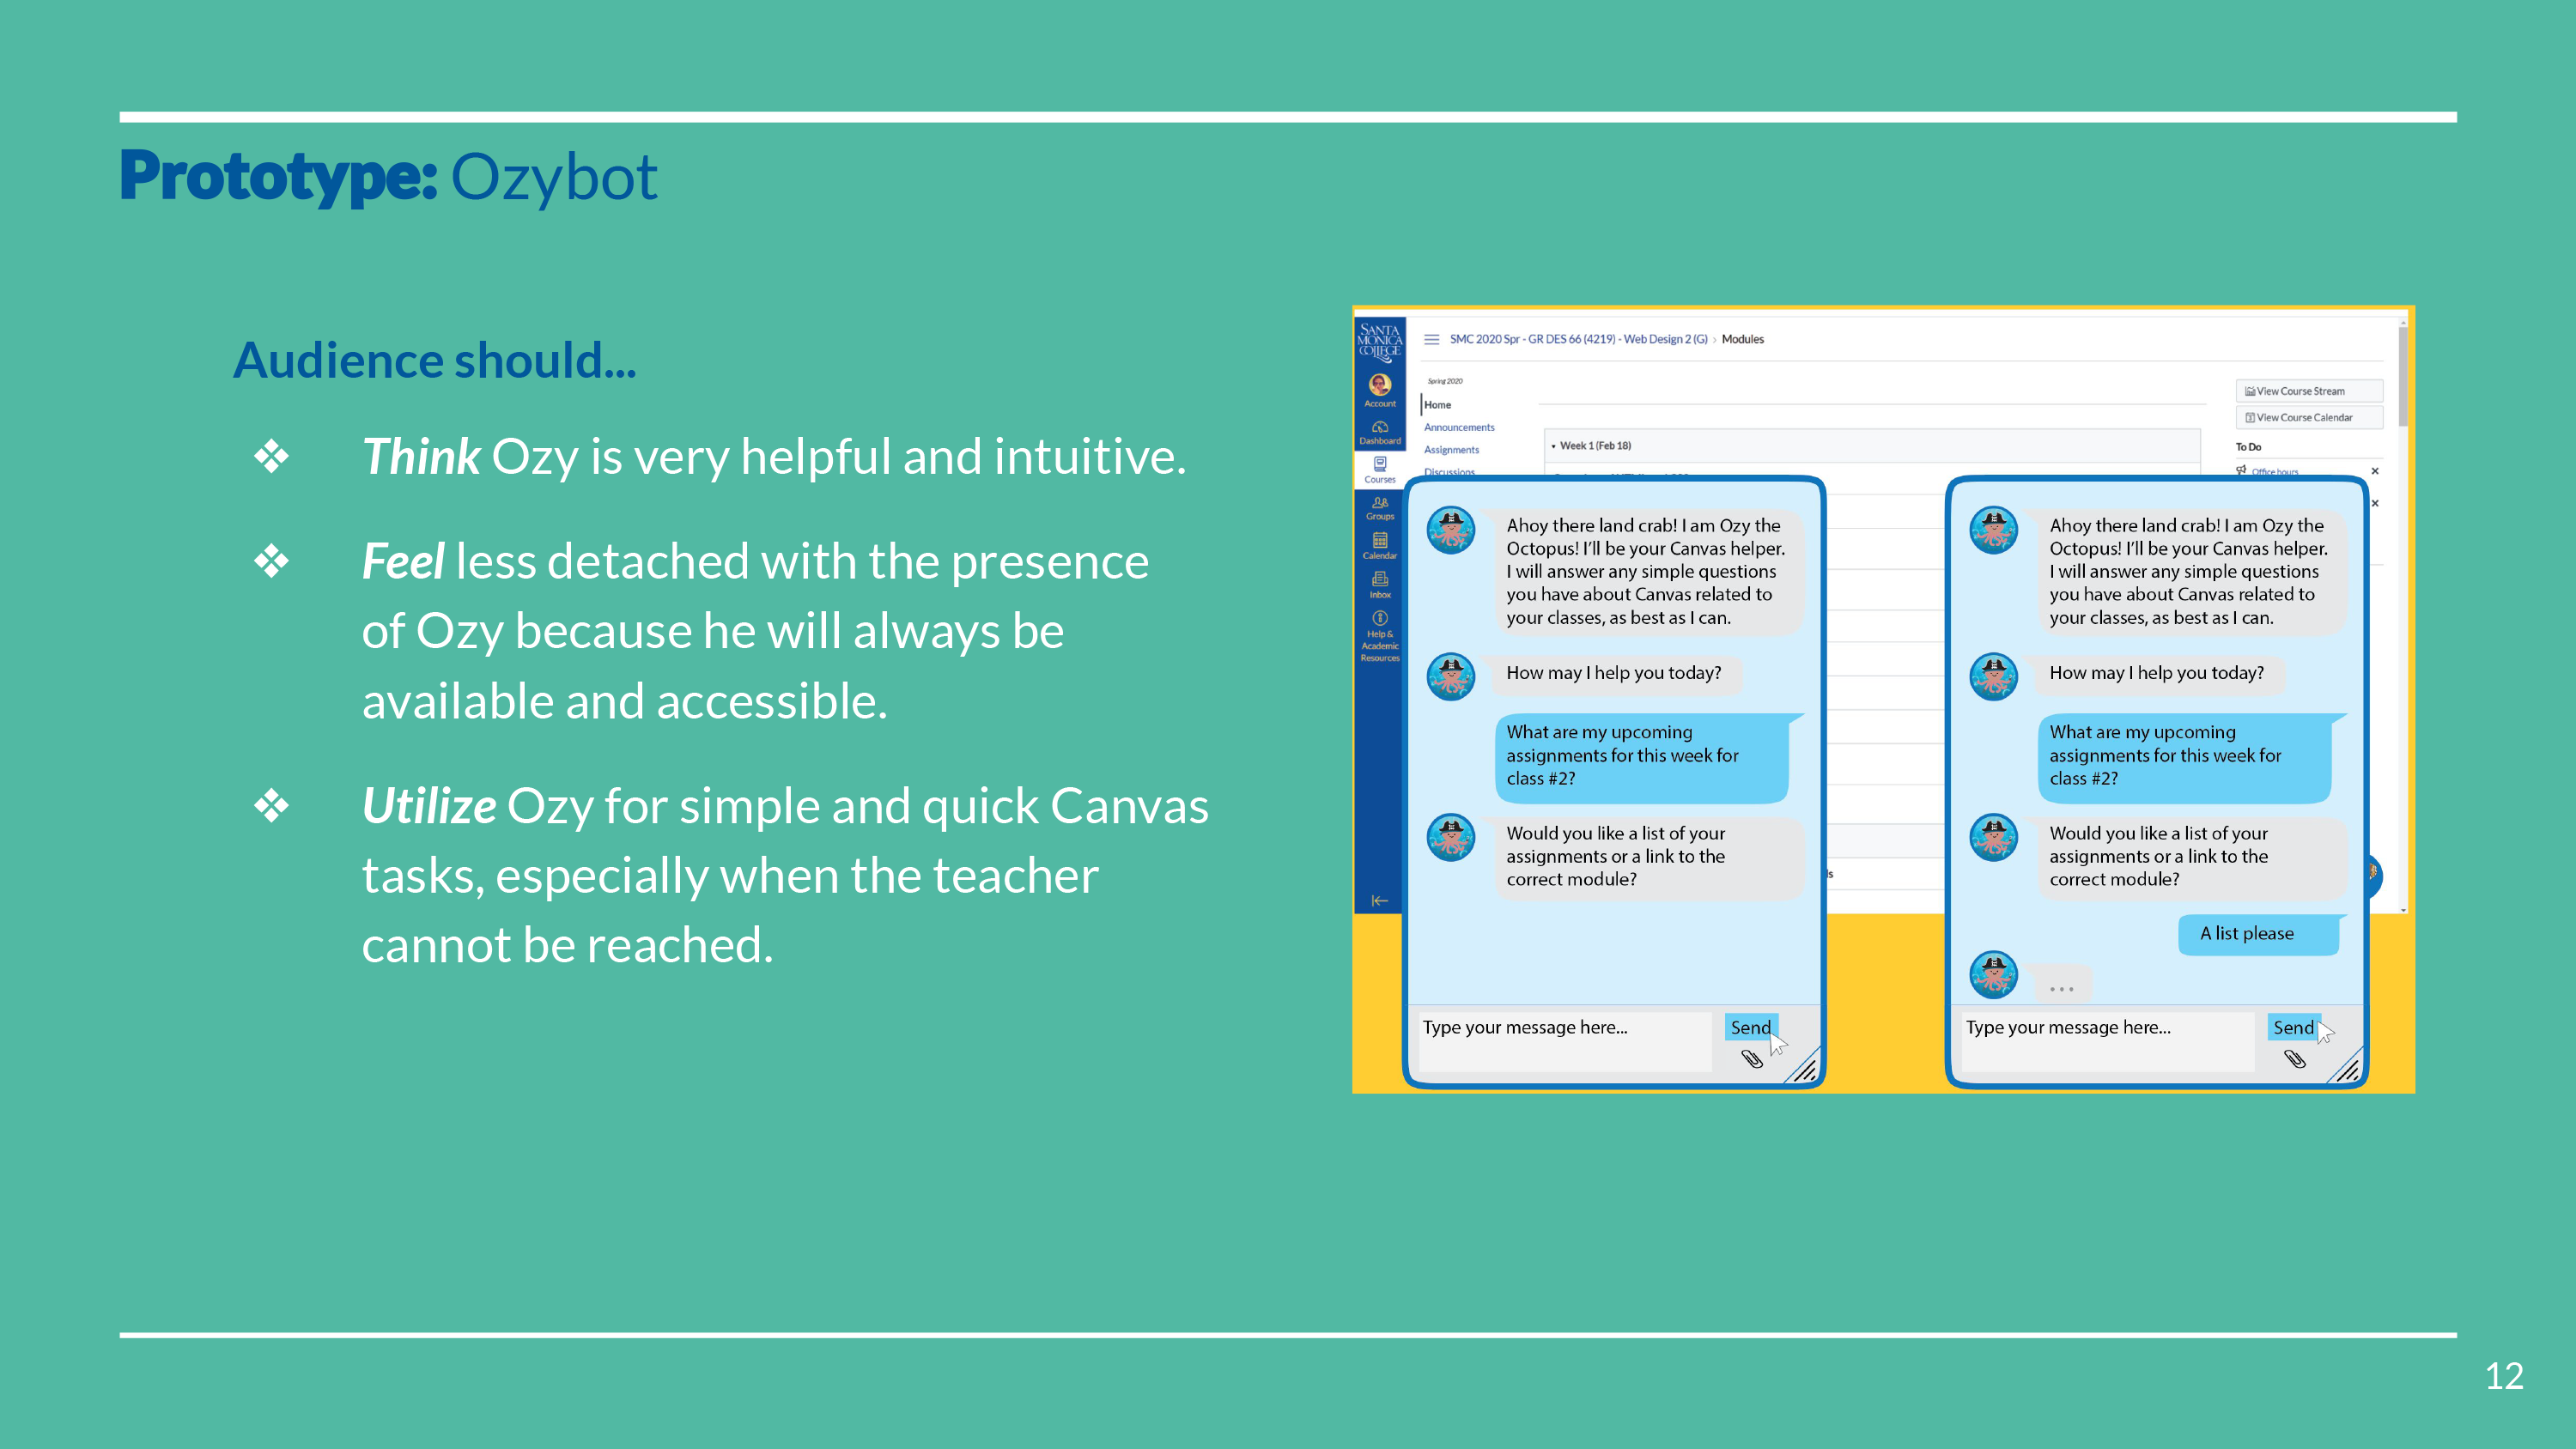 Prototype: Ozybot
Audience should...
❖ Think Ozy is very helpful and intuitive.
❖ Feel less detached with the presence
of Ozy because he will always be
available and accessible.
❖ Utilize Ozy for simple and quick Canvas
tasks, especially when the teacher
cannot be reached.
SANTA
MONICA
COLLEGE
Account
Dashboard
Courses
Groups
Calendar
Inbox
Help &
Academic
Resources
SMC 2020 Spr - GR DES 66 (4219) - Web Design 2 (G) › Modules
Spring 2020
Home
Announcements
Assignments
Discussions
Week 1 (Feb 18)
View Course Stream
View Course Calendar
To Do
Office hours
Ahoy there land crab! I am Ozy the
Octopus! I'll be your Canvas helper.
I will answer any simple questions
you have about Canvas related to
your classes, as best as I can.
How may I help you today?
What are my upcoming
assignments for this week for
class #2?
Would you like a list of your
assignments or a link to the
correct module?
Type your message here...
Send
Ahoy there land crab! I am Ozy the
Octopus! I'll be your Canvas helper.
I will answer any simple questions
you have about Canvas related to
your classes, as best as I can.
How may I help you today?
What are my upcoming
assignments for this week for
class #2?
Would you like a list of your
assignments or a link to the
correct module?
A list please
...
Type your message here...
Send
12